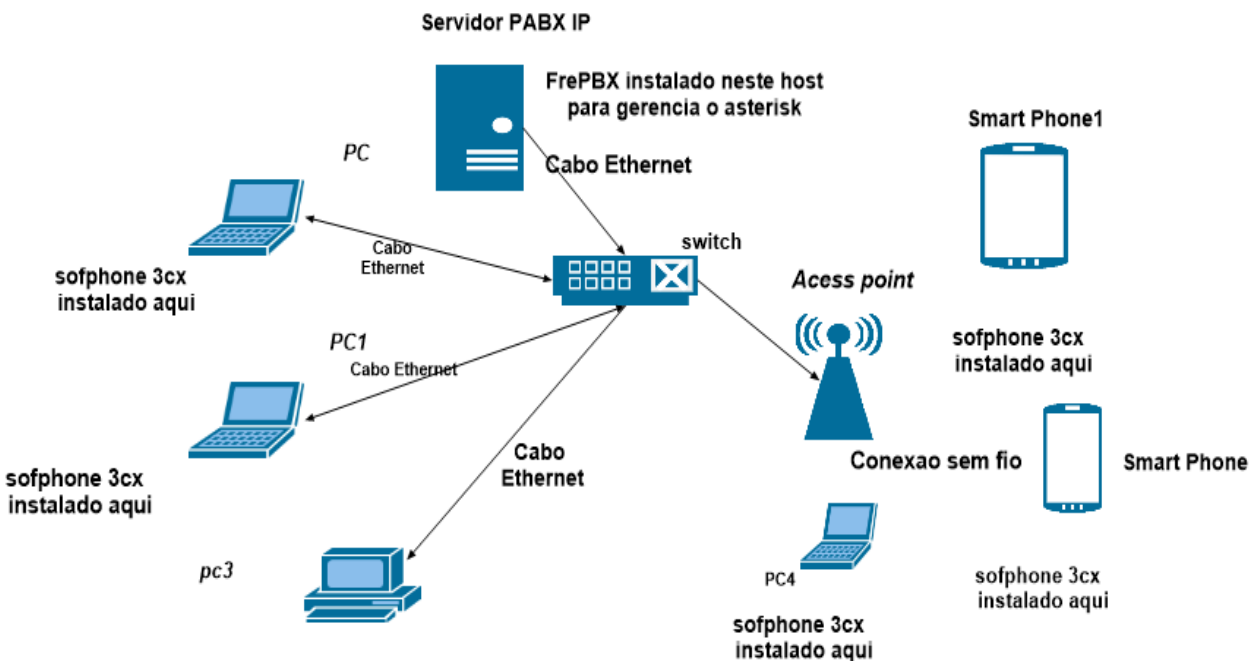 Servidor PABX IP
FrePBX instalado neste host
para gerencia o asterisk
Smart Phone1
PC
Cabo Ethernet
Cabo
Ethernet
switch
sofphone 3cx
instalado aqui
Acess point
PC1
Cabo Ethernet
sofphone 3cx
instalado aqui
Cabo
Ethernet
Conexao sem fio
Smart Phone
sofphone 3cx
instalado aqui
pc3
PC4
sofphone 3cx
instalado aqui
sofphone 3cx
instalado aqui